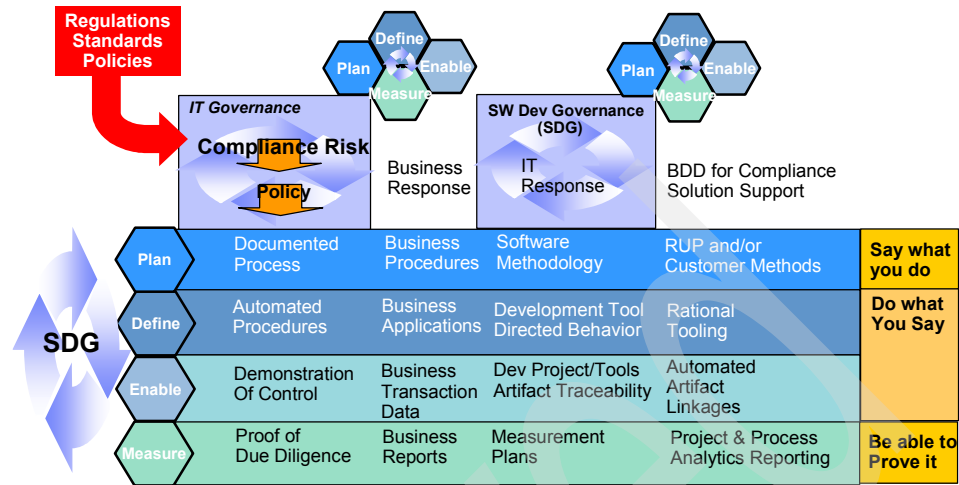 Regulations
Standards
Policies
Define
Plan
Enable
Measure
Define
Plan
Enable
Measure
IT Governance
Compliance Risk
Policy
Business
Response
SW Dev Governance
(SDG)
IT
Response
BDD for Compliance
Solution Support
SDG
Plan
Documented
Process
Business
Procedures
Software
Methodology
RUP and/or
Customer Methods
Say what
you do
Define
Automated
Procedures
Business
Applications
Development Tool
Directed Behavior
Rational
Tooling
Do what
You Say
Enable
Demonstration
Of Control
Business
Transaction
Data
Dev Project/Tools
Artifact Traceability
Automated
Artifact
Linkages
Measure
Proof of
Due Diligence
Business
Reports
Measurement
Plans
Project & Process
Analytics Reporting
Be able to
Prove it